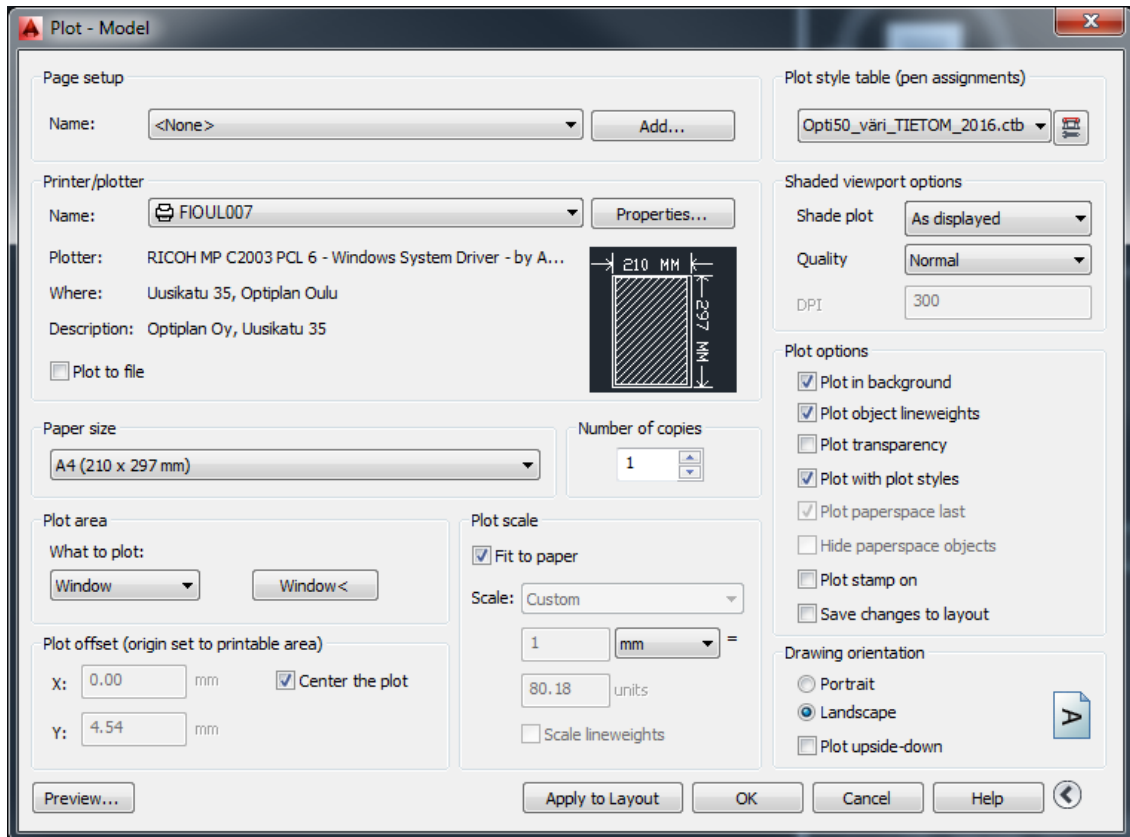 Plot - Model
Page setup
Name: <None> Add...
Plot style table (pen assignments)
Opti50_väri_TIETOM_2016.ctb
Printer/plotter
Name: FIOUL007 Properties...
Plotter: RICOH MP C2003 PCL 6 - Windows System Driver - by A...
Where: Uusikatu 35, Optiplan Oulu
Description: Optiplan Oy, Uusikatu 35
Plot to file
210 MM
297 MM
Shaded viewport options
Shade plot As displayed
Quality Normal
DPI 300
Paper size
A4 (210 x 297 mm)
Number of copies
1
Plot options
Plot in background
Plot object lineweights
Plot transparency
Plot with plot styles
Plot paperspace last
Hide paperspace objects
Plot stamp on
Save changes to layout
Plot area
What to plot:
Window Window<
Plot scale
Fit to paper
Scale: Custom
1 mm =
80.18 units
Scale lineweights
Plot offset (origin set to printable area)
X: 0.00 mm Center the plot
Y: 4.54 mm
Drawing orientation
Portrait
Landscape
Plot upside-down
A
Preview... Apply to Layout OK Cancel Help